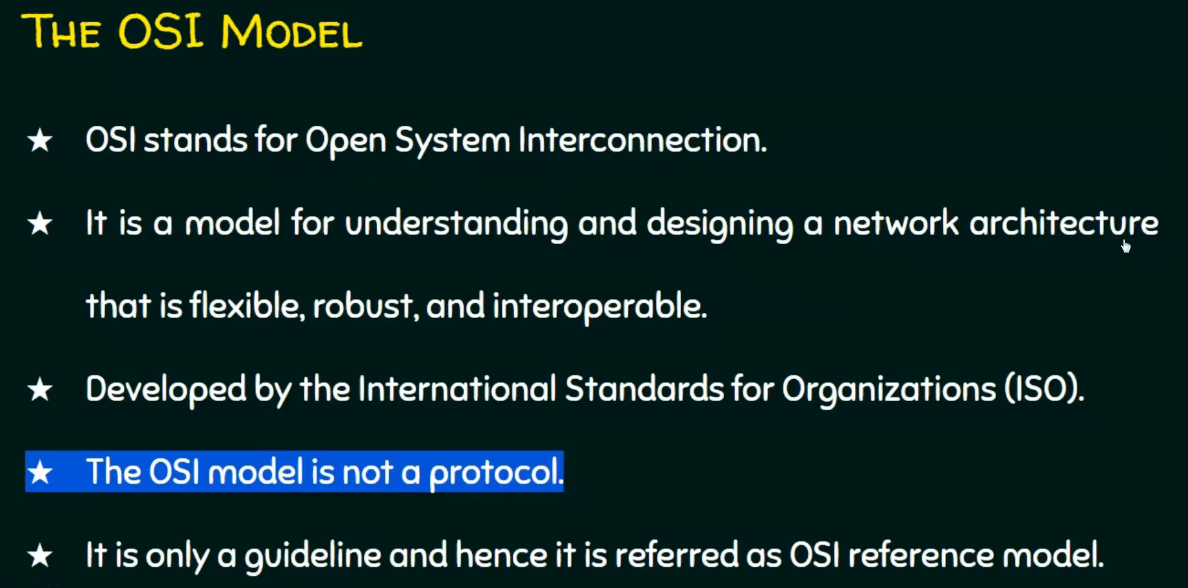 The OSI Model
★ OSI stands for Open System Interconnection.
★ It is a model for understanding and designing a network architecture
that is flexible, robust, and interoperable.
★ Developed by the International Standards for Organizations (ISO).
★ The OSI model is not a protocol.
★ It is only a guideline and hence it is referred as OSI reference model.